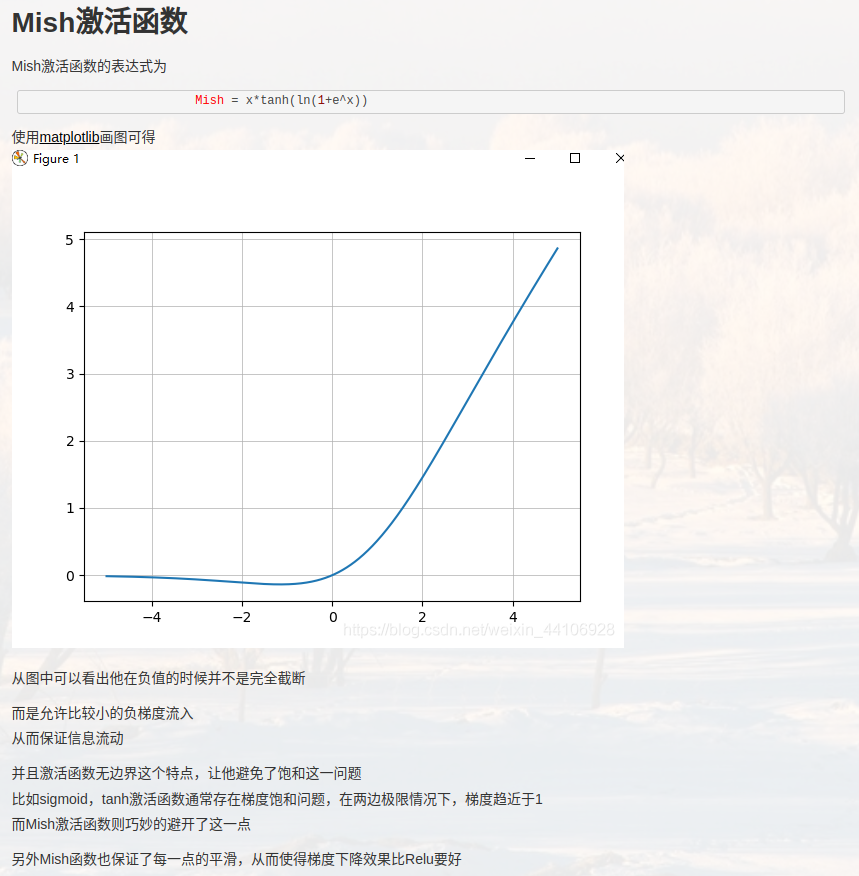 Mish激活函数
Mish激活函数的表达式为
Mish = x*tanh(ln(1+e^x))
使用matplotlib画图可得
Figure 1
5
4
3
2
1
0
−4 −2 0 2 4
https://blog.csdn.net/weixin_44106928
从图中可以看出他在负值的时候并不是完全截断
而是允许比较小的负梯度流入
从而保证信息流动
并且激活函数无边界这个特点，让他避免了饱和这一问题
比如sigmoid，tanh激活函数通常存在梯度饱和问题，在两边极限情况下，梯度趋近于1
而Mish激活函数则巧妙的避开了这一点
另外Mish函数也保证了每一点的平滑，从而使得梯度下降效果比Relu要好